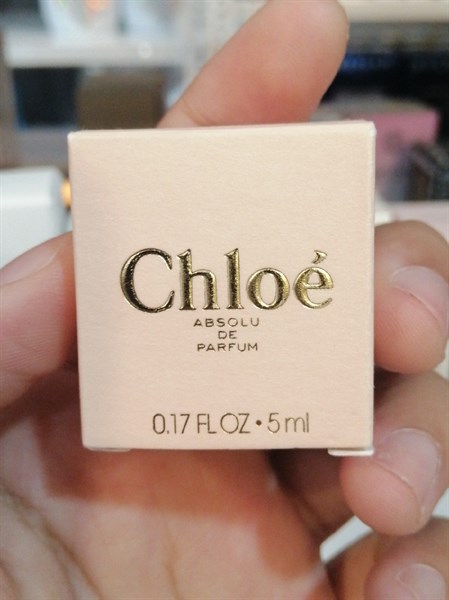 Chloé
ABSOLU
DE
PARFUM
0.17 FL OZ • 5 ml